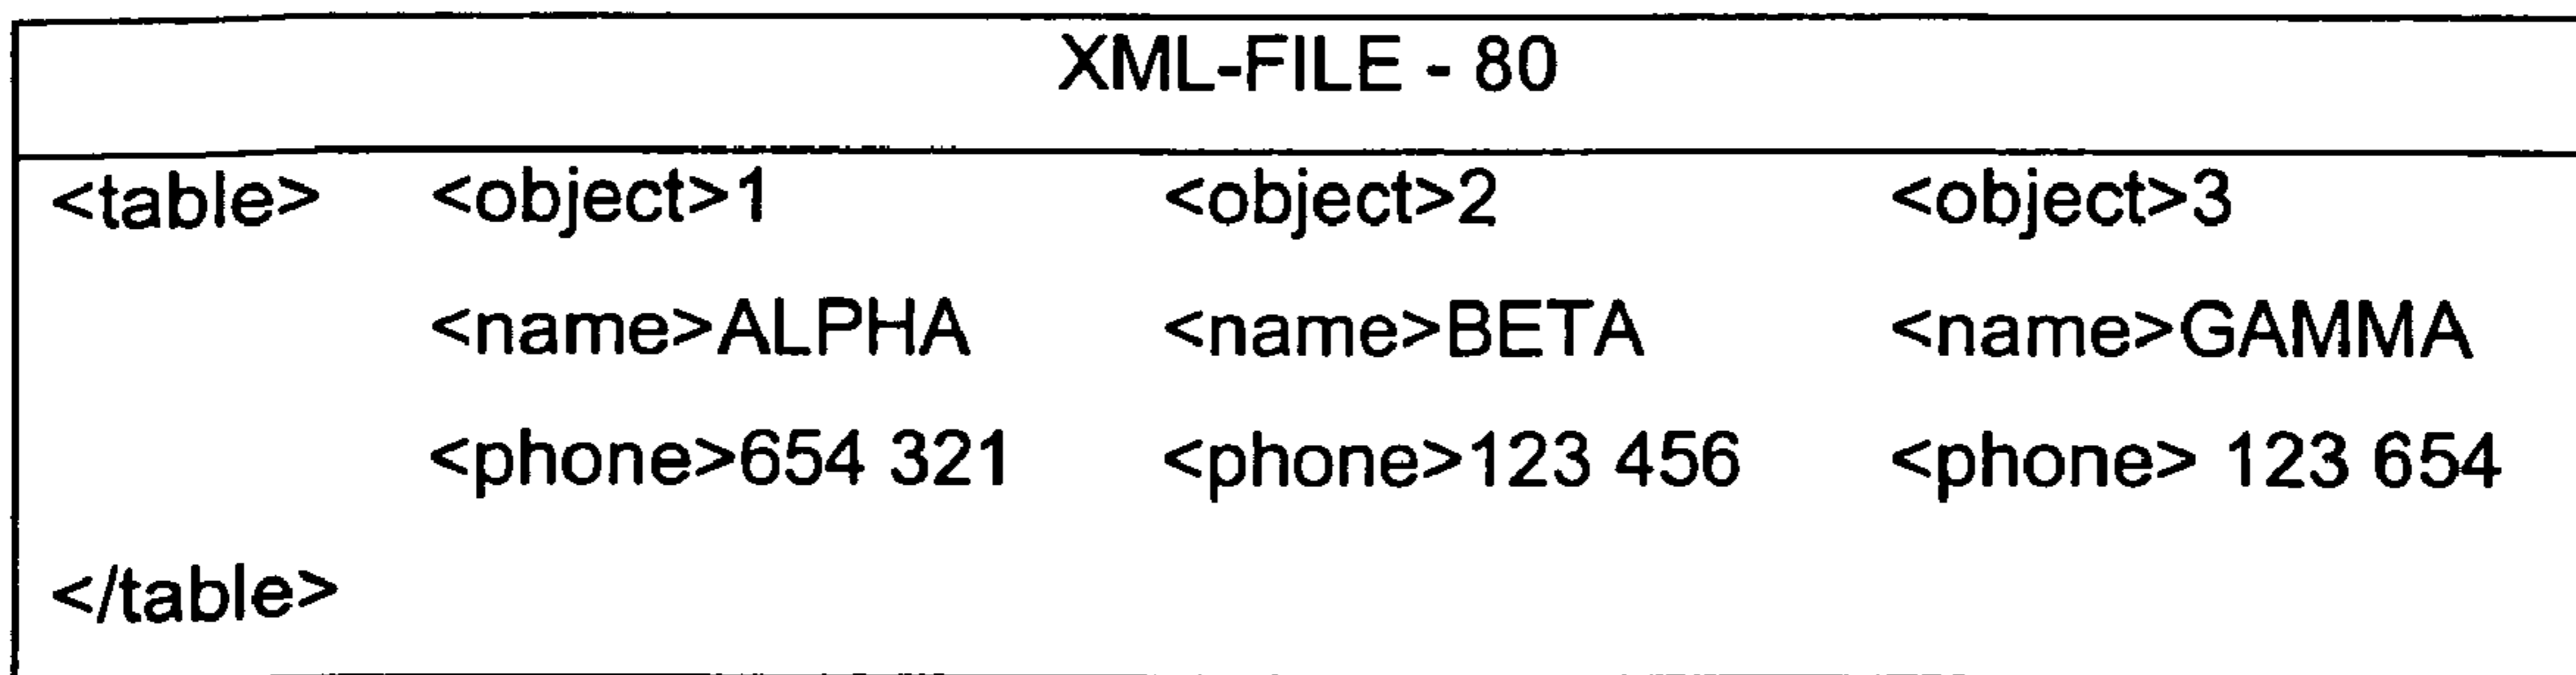 XML-FILE - 80
<table> <object>1 <object>2 <object>3
<name>ALPHA <name>BETA <name>GAMMA
<phone>654 321 <phone>123 456 <phone> 123 654
</table>